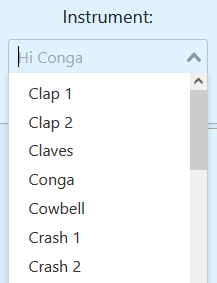 Instrument:
Hi Conga
Clap 1
Clap 2
Claves
Conga
Cowbell
Crash 1
Crash 2